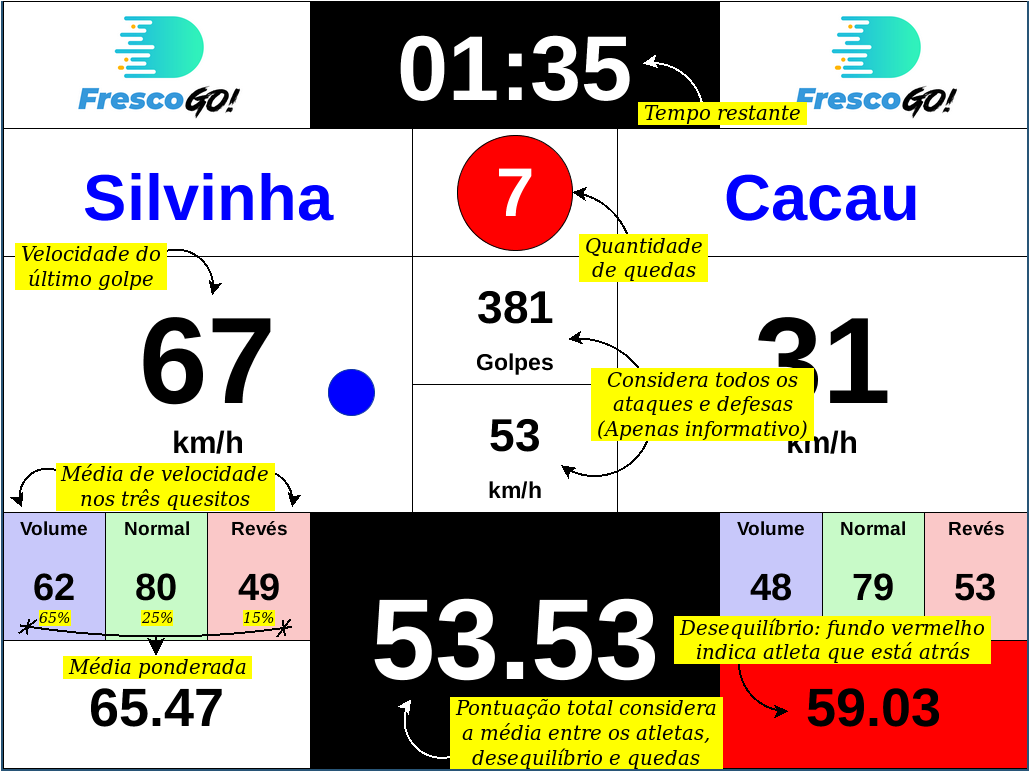 FrescoGO!
01:35
FrescoGO!
Tempo restante
Silvinha
7
Cacau
Quantidade
de quedas
Velocidade do
último golpe
67
km/h
381
Golpes
31
km/h
Considera todos os
ataques e defesas
(Apenas informativo)
53
km/h
Média de velocidade
nos três quesitos
Volume
Normal
Revés
62
80
49
65%
25%
15%
Média ponderada
65.47
53.53
Pontuação total considera
a média entre os atletas,
desequilíbrio e quedas
Volume
Normal
Revés
48
79
53
Desequilíbrio: fundo vermelho
indica atleta que está atrás
59.03